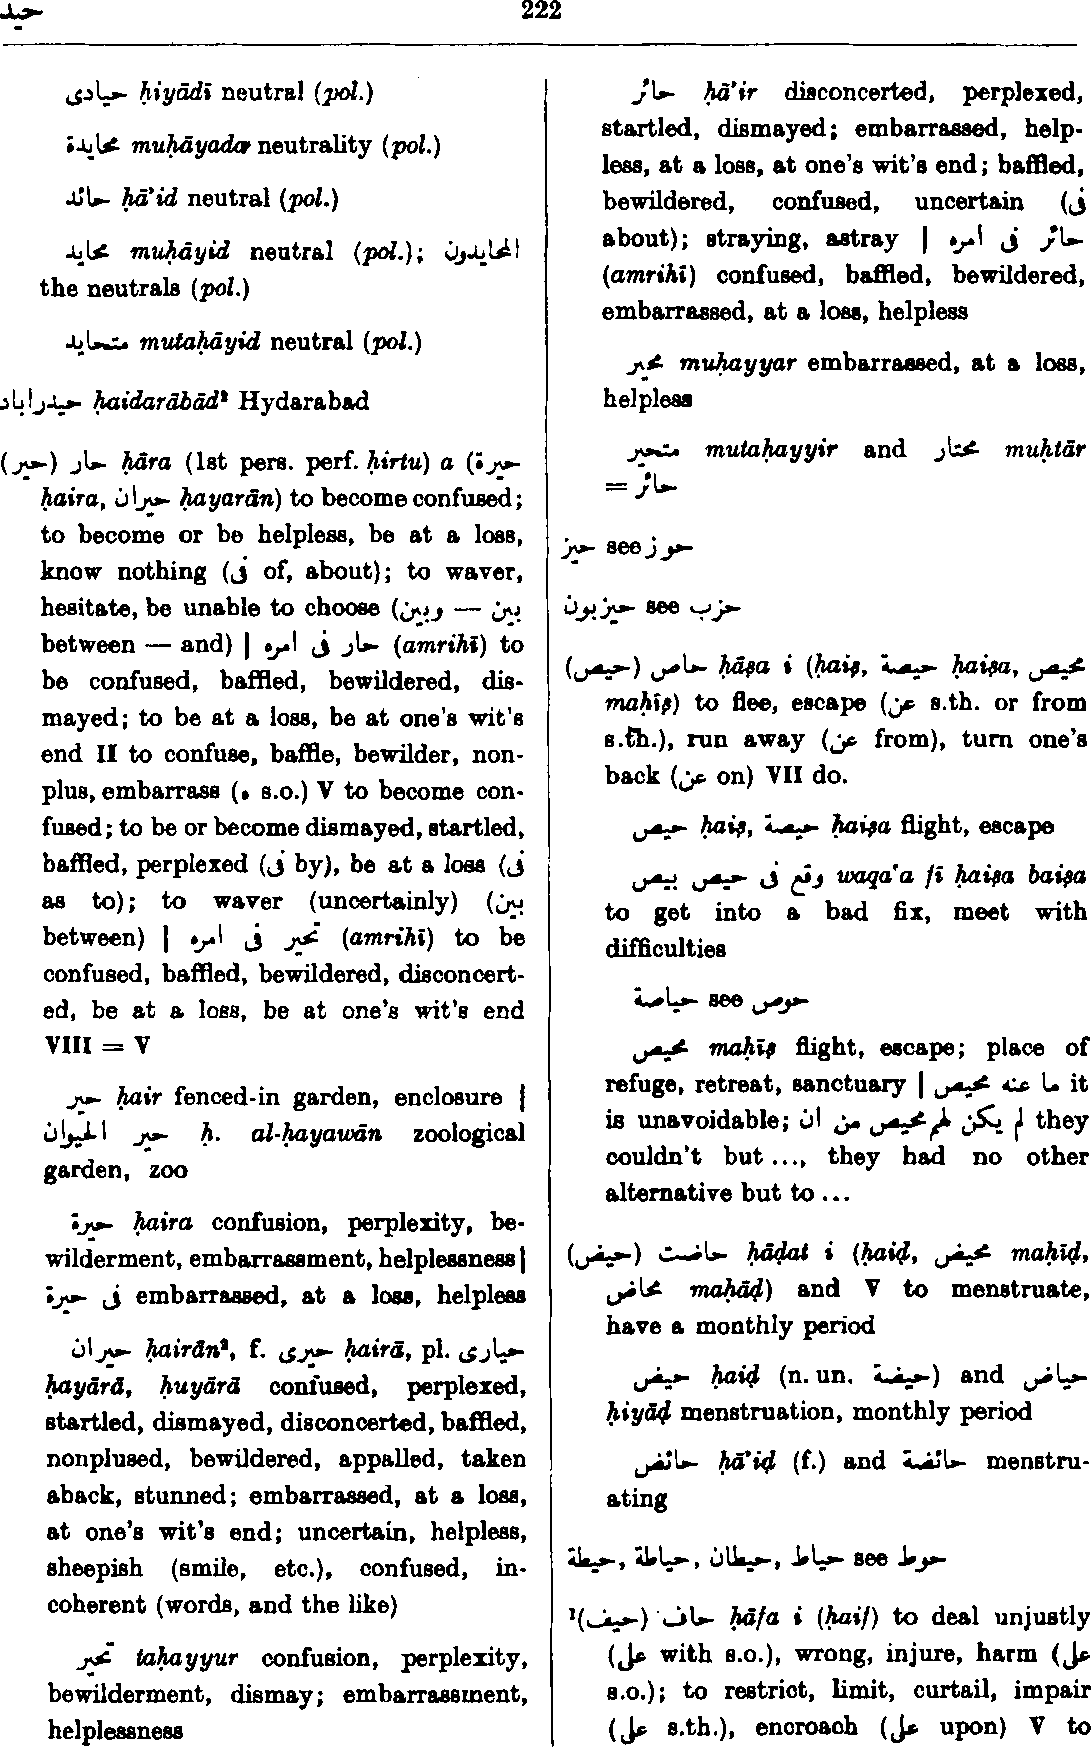 حيد
222
حيادى ḥiyādī neutral (pol.)
محايدة muḥāyada neutrality (pol.)
حائد ḥā'id neutral (pol.)
محايد muḥāyid neutral (pol.); المحايدون
the neutrals (pol.)
متحايد mutaḥāyid neutral (pol.)
حيدراباد ḥaidarābād² Hydarabad
(حير) حار ḥāra (1st pers. perf. ḥirtu) a (حيرة
ḥaira, حيران ḥayarān) to become confused;
to become or be helpless, be at a loss,
know nothing (فى of, about); to waver,
hesitate, be unable to choose (بين — وبين
between — and) | حار فى امره (amrihī) to
be confused, baffled, bewildered, dis-
mayed; to be at a loss, be at one's wit's
end II to confuse, baffle, bewilder, non-
plus, embarrass (ه s.o.) V to become con-
fused; to be or become dismayed, startled,
baffled, perplexed (فى by), be at a loss (فى
as to); to waver (uncertainly) (بين
between) | تحير فى امره (amrihī) to be
confused, baffled, bewildered, disconcert-
ed, be at a loss, be at one's wit's end
VIII = V
حير ḥair fenced-in garden, enclosure |
حير الحيوان ḥ. al-ḥayawān zoological
garden, zoo
حيرة ḥaira confusion, perplexity, be-
wilderment, embarrassment, helplessness |
فى حيرة embarrassed, at a loss, helpless
حيران ḥairān², f. حيرى ḥairā, pl. حيارى
ḥayārā, ḥuyārā confused, perplexed,
startled, dismayed, disconcerted, baffled,
nonplused, bewildered, appalled, taken
aback, stunned; embarrassed, at a loss,
at one's wit's end; uncertain, helpless,
sheepish (smile, etc.), confused, in-
coherent (words, and the like)
تحير taḥayyur confusion, perplexity,
bewilderment, dismay; embarrassment,
helplessness
حائر ḥā'ir disconcerted, perplexed,
startled, dismayed; embarrassed, help-
less, at a loss, at one's wit's end; baffled,
bewildered, confused, uncertain (فى
about); straying, astray | حائر فى امره
(amrihī) confused, baffled, bewildered,
embarrassed, at a loss, helpless
محير muḥayyar embarrassed, at a loss,
helpless
متحير mutaḥayyir and محتار muḥtār
= حائر
حيز see حوز
حيزبون see حزب
(حيص) حاص ḥāṣa i (ḥaiṣ, حيصة ḥaiṣa, محيص
maḥīṣ) to flee, escape (عن s.th. or from
s.th.), run away (عن from), turn one's
back (عن on) VII do.
حيص ḥaiṣ, حيصة ḥaiṣa flight, escape
وقع فى حيص بيص waqa'a fī ḥaiṣa baiṣa
to get into a bad fix, meet with
difficulties
حياصة see حوص
محيص maḥīṣ flight, escape; place of
refuge, retreat, sanctuary | ما عنه محيص it
is unavoidable; لم يكن لهم محيص من ان they
couldn't but ..., they had no other
alternative but to ...
(حيض) حاضت ḥāḍat i (ḥaiḍ, محيض maḥīḍ,
محاض maḥāḍ) and V to menstruate,
have a monthly period
حيض ḥaiḍ (n. un. حيضة) and حياض
ḥiyāḍ menstruation, monthly period
حائض ḥā'iḍ (f.) and حائضة menstru-
ating
حيطة, حياطة, حيطان, حياط see حوط
¹(حيف) حاف ḥāfa i (ḥaif) to deal unjustly
(على with s.o.), wrong, injure, harm (على
s.o.); to restrict, limit, curtail, impair
(على s.th.), encroach (على upon) V to